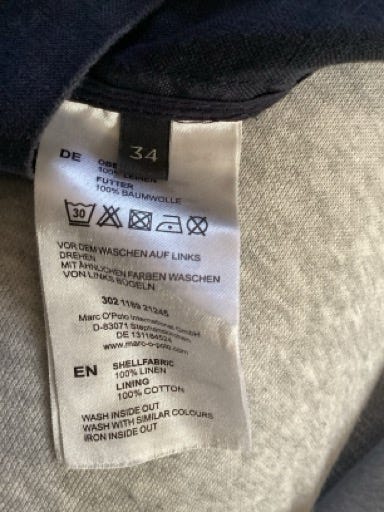 34
DE
100% LEINEN
FUTTER
100% BAUMWOLLE
30
VOR DEM WASCHEN AUF LINKS
DREHEN
MIT ÄHNLICHEN FARBEN WASCHEN
VON LINKS BÜGELN
302 1189 21245
Marc O'Polo International GmbH
D-83071 Stephanskirchen
DE 131184524
www.marc-o-polo.com
EN
SHELLFABRIC
100% LINEN
LINING
100% COTTON
WASH INSIDE OUT
WASH WITH SIMILAR COLOURS
IRON INSIDE OUT